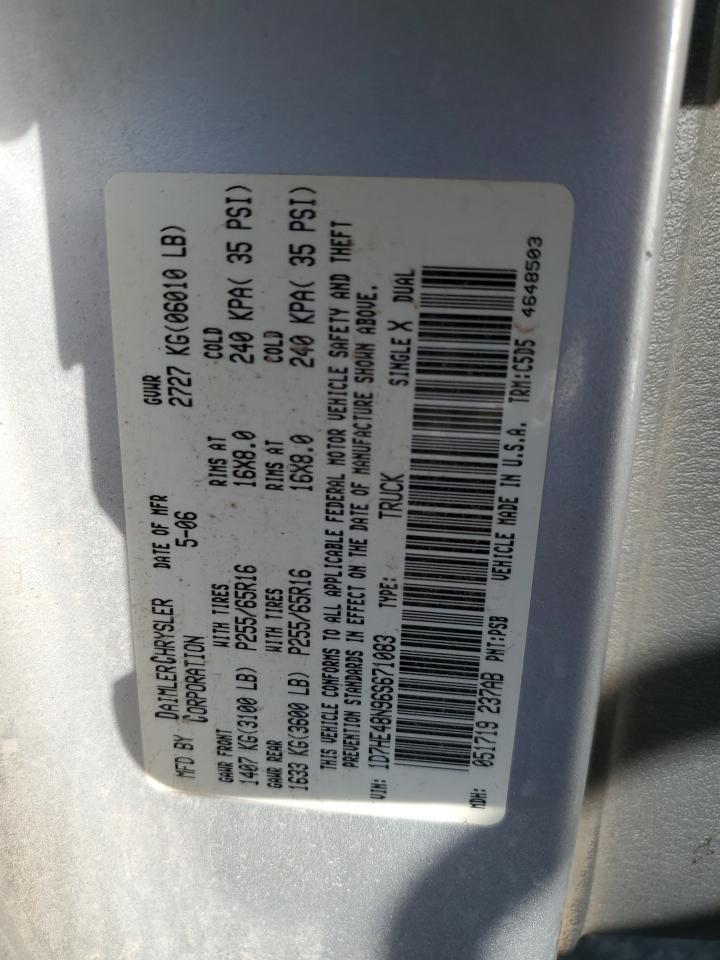 MFD BY DAIMLERCHRYSLER CORPORATION DATE OF MFR 5-06 GVWR 2727 KG(06010 LB)
GAWR FRONT WITH TIRES RIMS AT COLD
1407 KG(3100 LB) P255/65R16 16X8.0 240 KPA( 35 PSI)
GAWR REAR WITH TIRES RIMS AT COLD
1633 KG(3600 LB) P255/65R16 16X8.0 240 KPA( 35 PSI)
THIS VEHICLE CONFORMS TO ALL APPLICABLE FEDERAL MOTOR VEHICLE SAFETY AND THEFT
PREVENTION STANDARDS IN EFFECT ON THE DATE OF MANUFACTURE SHOWN ABOVE.
VIN: 1D7HE48N96S671083 TYPE: TRUCK SINGLE X DUAL
MDH: 051719 237AB PNT:PSB VEHICLE MADE IN U.S.A. TRM:C5D5 4648503